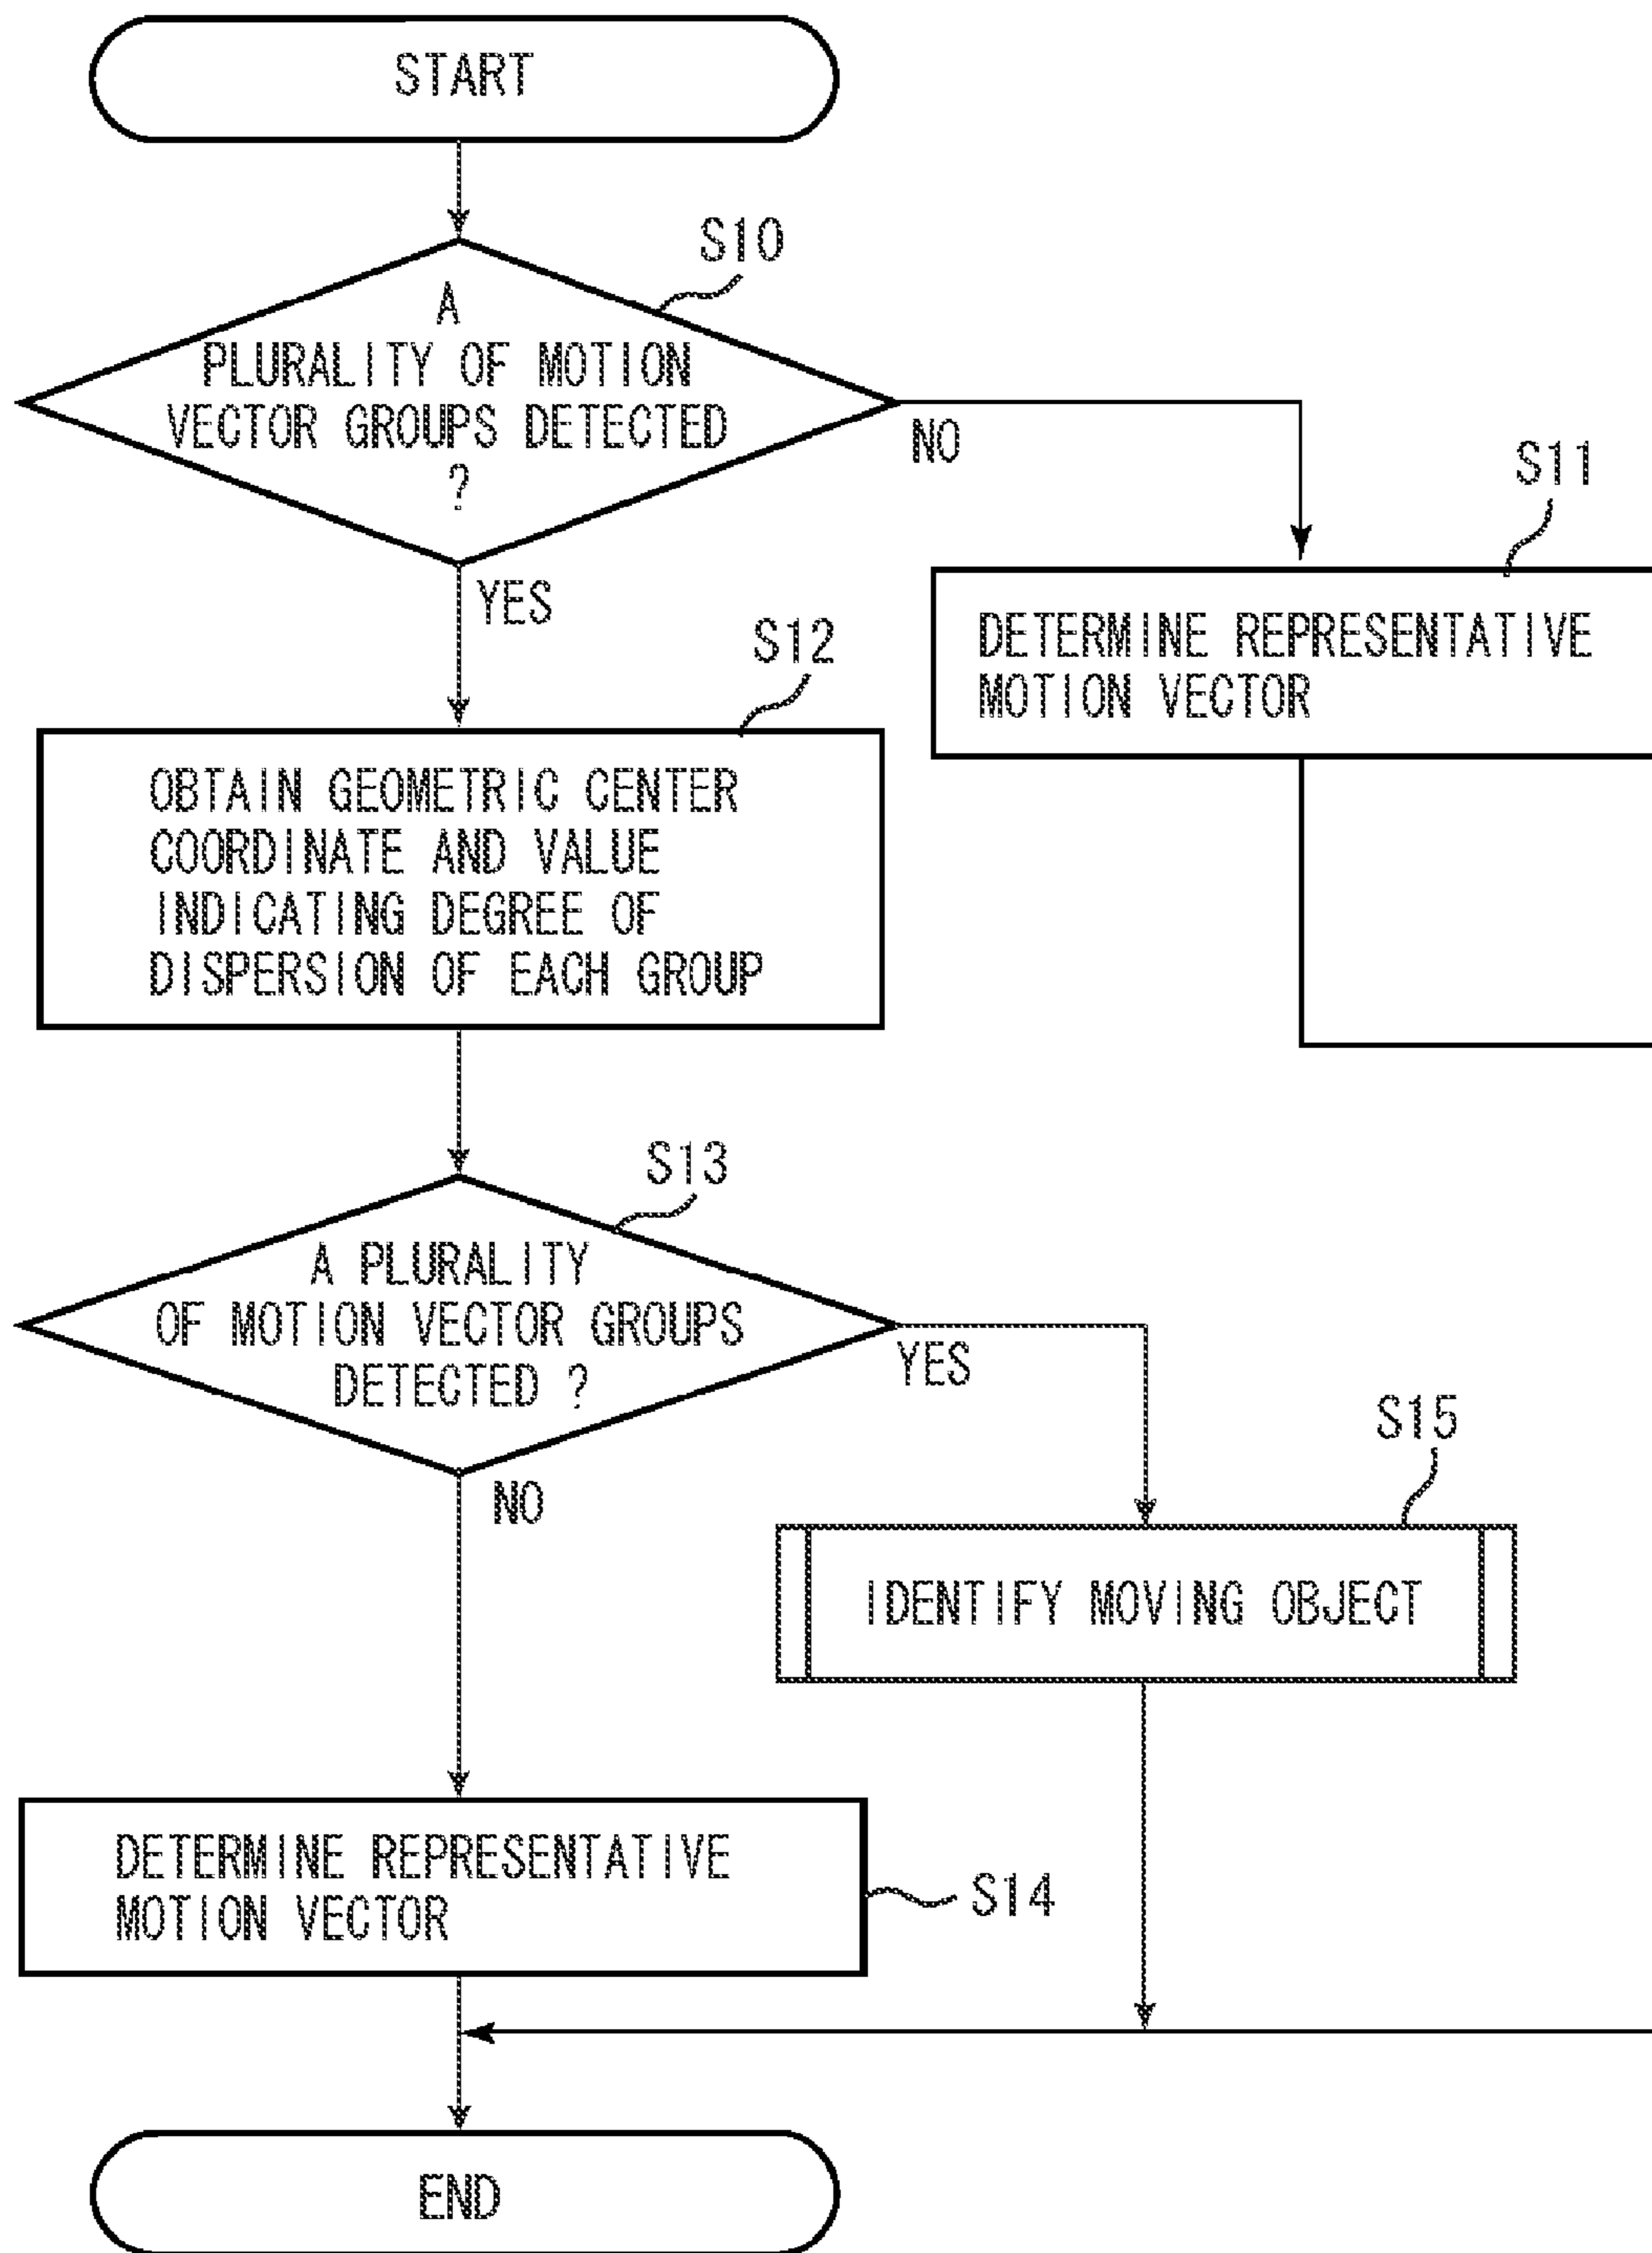 START
S10
A
PLURALITY OF MOTION
VECTOR GROUPS DETECTED
?
NO
YES
S11
DETERMINE REPRESENTATIVE
MOTION VECTOR
S12
OBTAIN GEOMETRIC CENTER
COORDINATE AND VALUE
INDICATING DEGREE OF
DISPERSION OF EACH GROUP
S13
A PLURALITY
OF MOTION VECTOR GROUPS
DETECTED ?
YES
NO
S15
IDENTIFY MOVING OBJECT
DETERMINE REPRESENTATIVE
MOTION VECTOR
S14
END